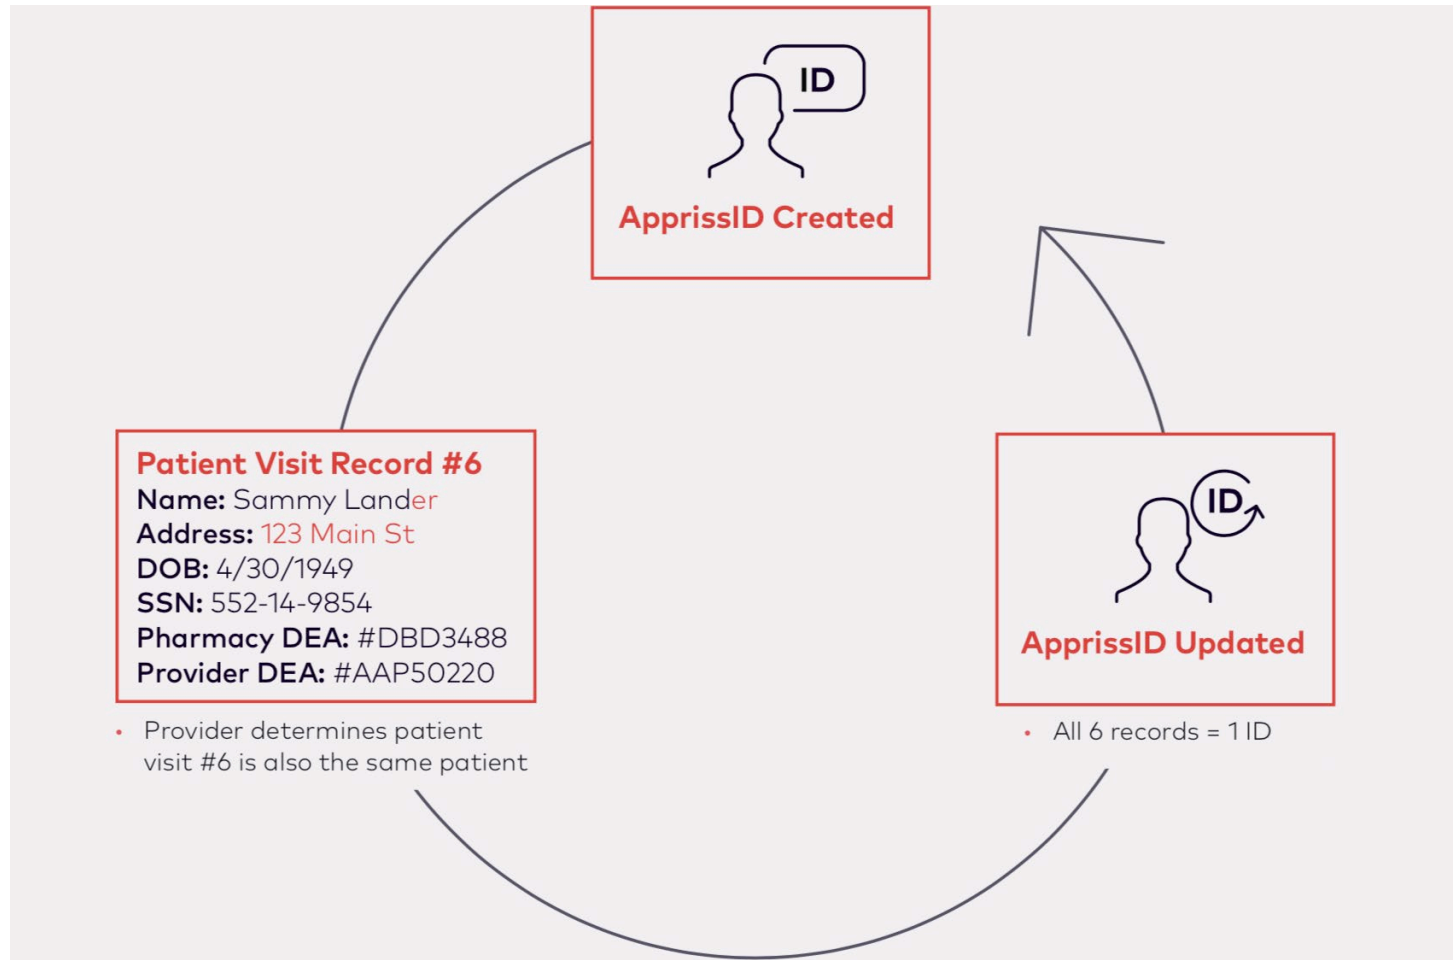 ID
ApprissID Created
Patient Visit Record #6
Name: Sammy Lander
Address: 123 Main St
DOB: 4/30/1949
SSN: 552-14-9854
Pharmacy DEA: #DBD3488
Provider DEA: #AAP50220
• Provider determines patient
visit #6 is also the same patient
ID
ApprissID Updated
• All 6 records = 1 ID